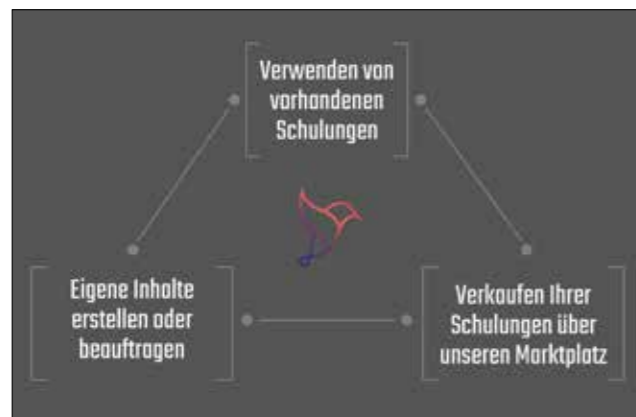 Verwenden von
vorhandenen
Schulungen
Eigene Inhalte
erstellen oder
beauftragen
Verkaufen Ihrer
Schulungen über
unseren Marktplatz